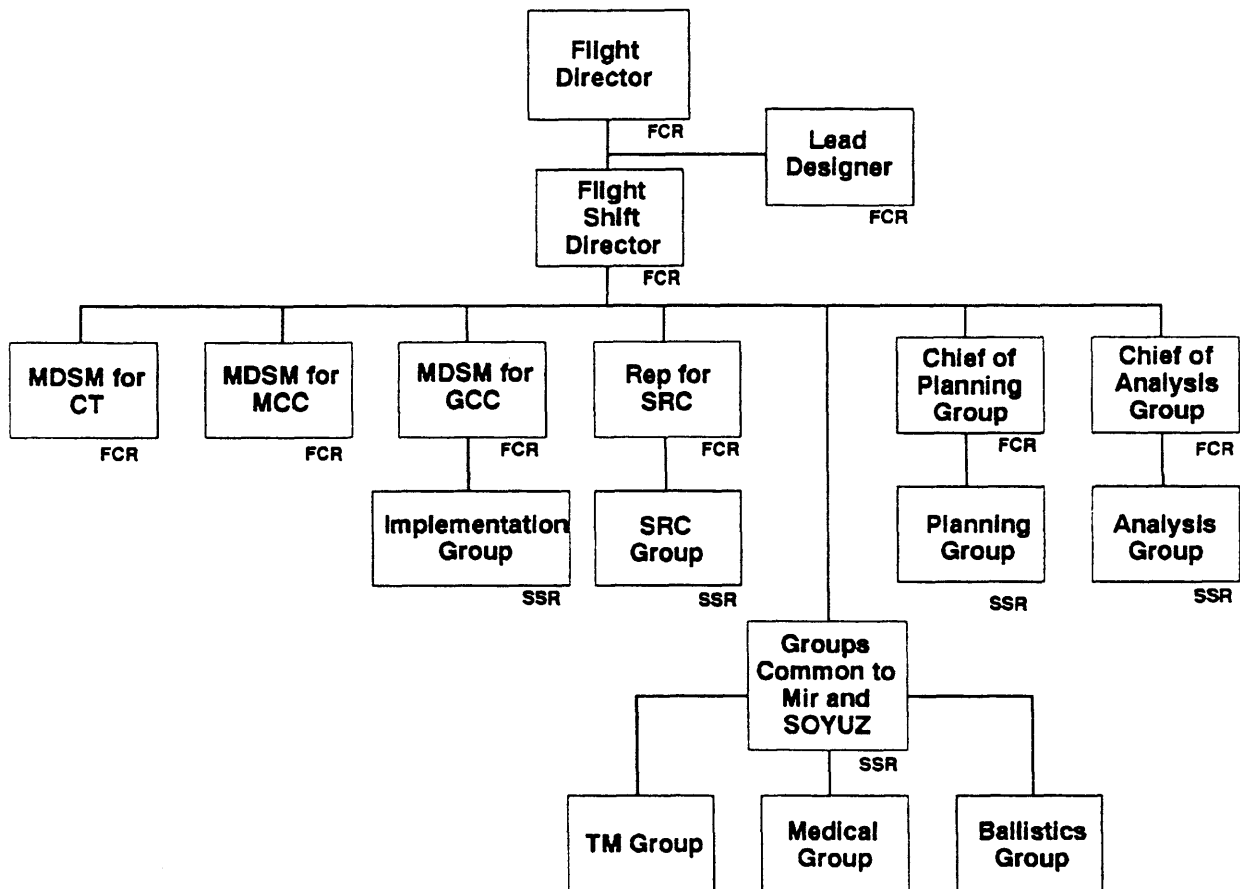 Flight
Director
FCR
Lead
Designer
FCR
Flight
Shift
Director
FCR
MDSM for
CT
FCR
MDSM for
MCC
FCR
MDSM for
GCC
FCR
Rep for
SRC
FCR
Chief of
Planning
Group
FCR
Chief of
Analysis
Group
FCR
Implementation
Group
SSR
SRC
Group
SSR
Planning
Group
SSR
Analysis
Group
SSR
Groups
Common to
Mir and
SOYUZ
SSR
TM Group
Medical
Group
Ballistics
Group